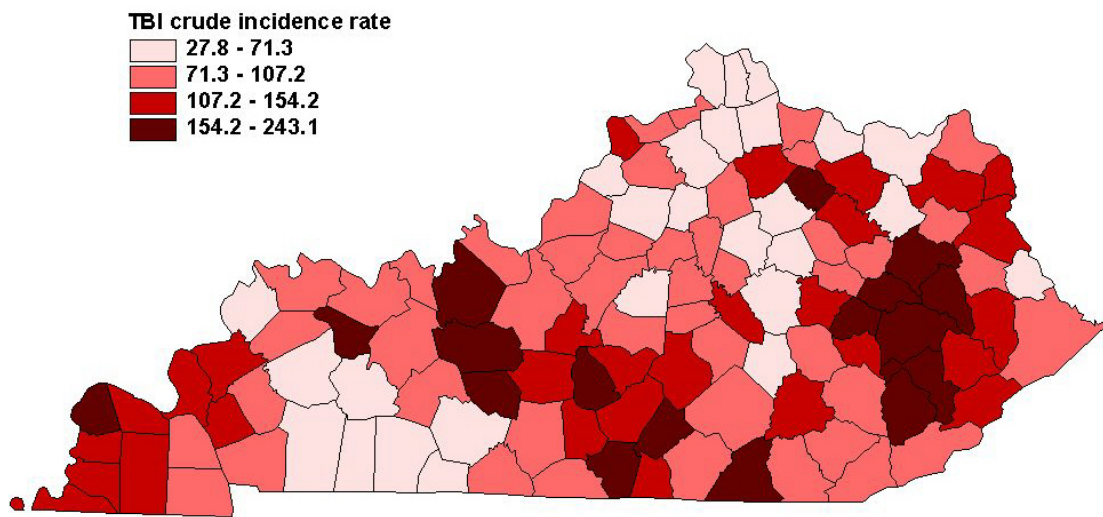 TBI crude incidence rate
27.8 - 71.3
71.3 - 107.2
107.2 - 154.2
154.2 - 243.1